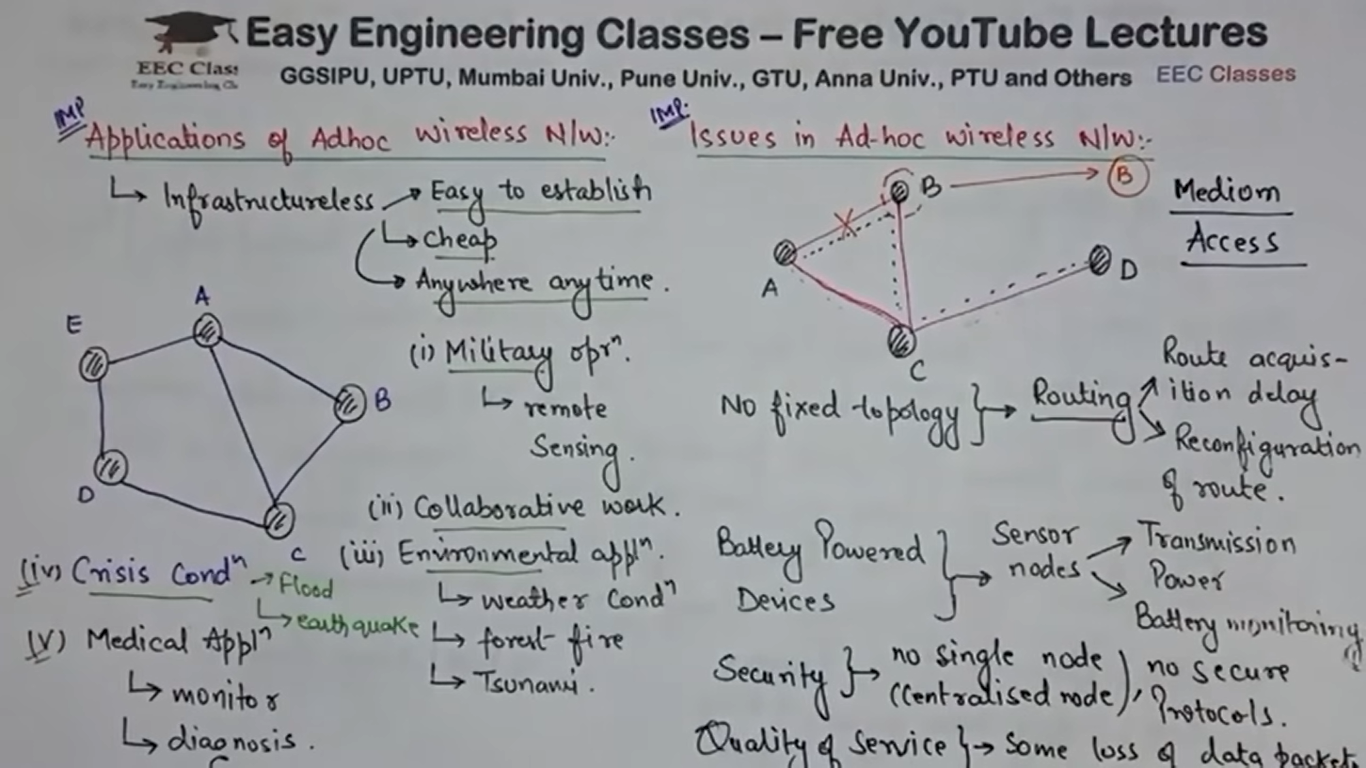 Easy Engineering Classes – Free YouTube Lectures
EEC Class
GGSIPU, UPTU, Mumbai Univ., Pune Univ., GTU, Anna Univ., PTU and Others EEC Classes
IMP
Applications of Adhoc wireless N/W:-
↳ Infrastructureless → Easy to establish
↳ Cheap
→ Anywhere anytime.
A
E
B
D
C
(i) Military oprⁿ.
↳ remote
Sensing.
(ii) Collaborative work.
(iii) Environmental applⁿ.
↳ weather Condⁿ
↳ forest fire
↳ Tsunami.
(iv) Crisis Condⁿ → Flood
↳ earthquake
(v) Medical Applⁿ
↳ monitor
↳ diagnosis.
IMP.
Issues in Ad-hoc wireless N/W:-
B
B
A
D
C
Mediom
Access
No fixed topology } → Routing
Route acquis-
ition delay
Reconfiguration
of route.
Battery Powered
Devices
} → Sensor
nodes
Transmission
Power
Battery monitoring
Security } → no single node
(Centralised node),
no secure
Protocols.
Quality of Service } → Some loss of data packets